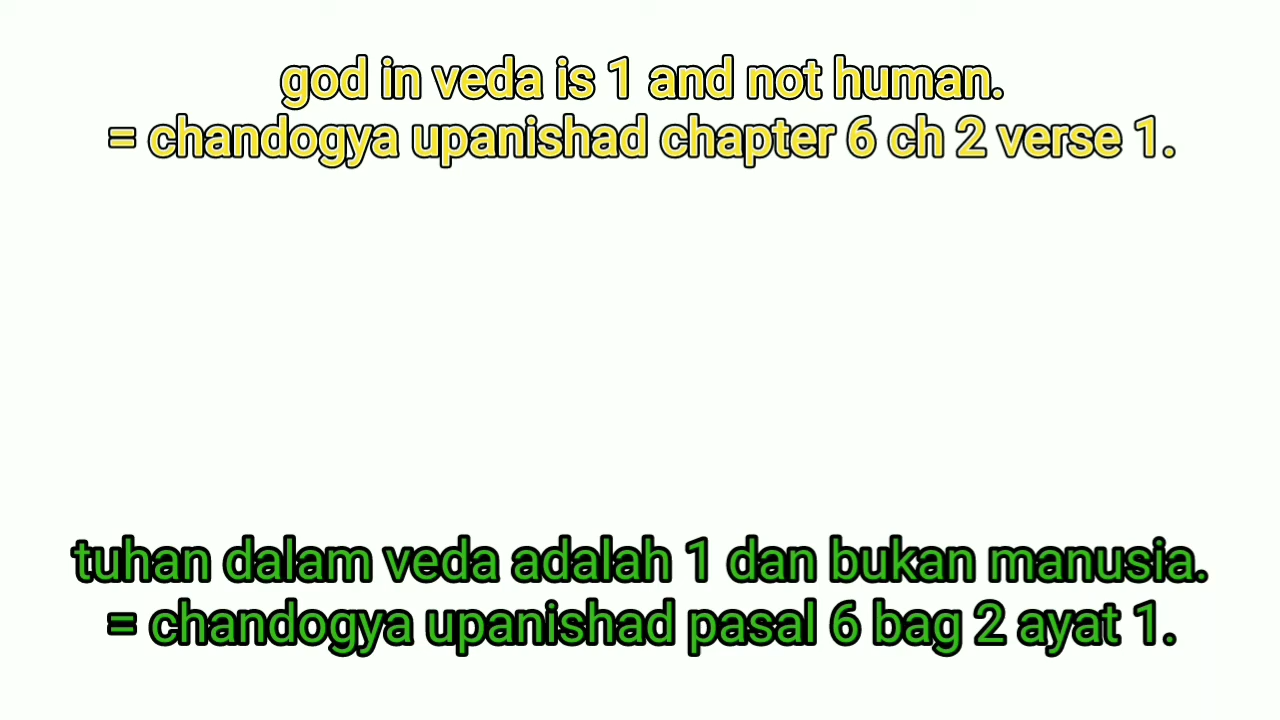 god in veda is 1 and not human.
= chandogya upanishad chapter 6 ch 2 verse 1.
tuhan dalam veda adalah 1 dan bukan manusia.
= chandogya upanishad pasal 6 bag 2 ayat 1.